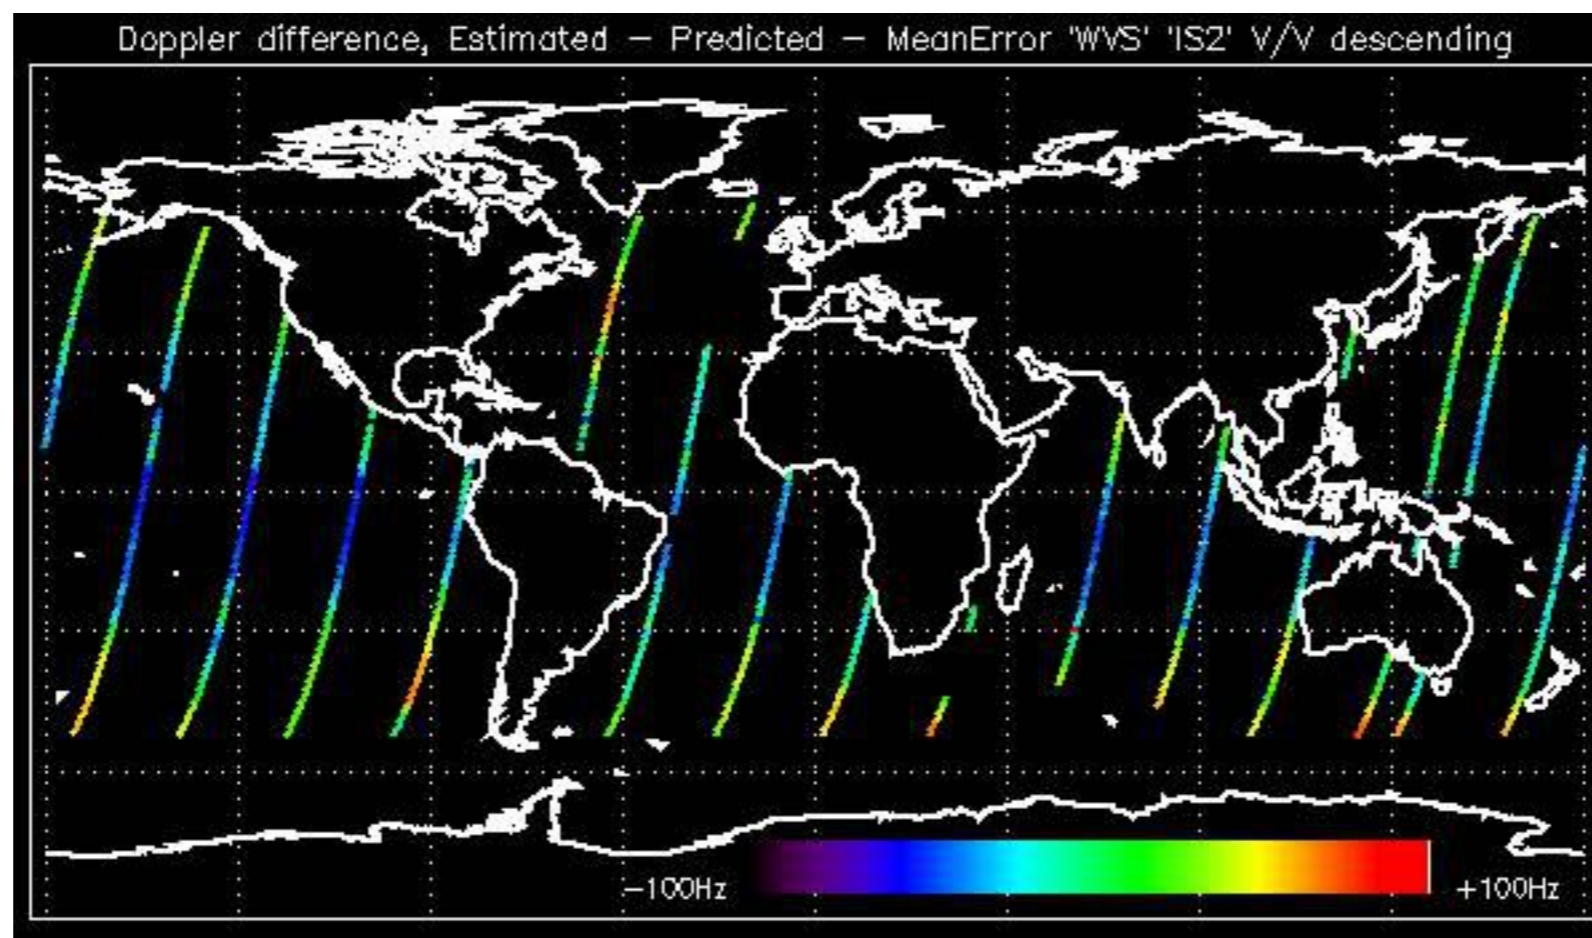 Doppler difference, Estimated – Predicted – MeanError 'WVS' 'IS2' V/V descending
–100Hz
+100Hz